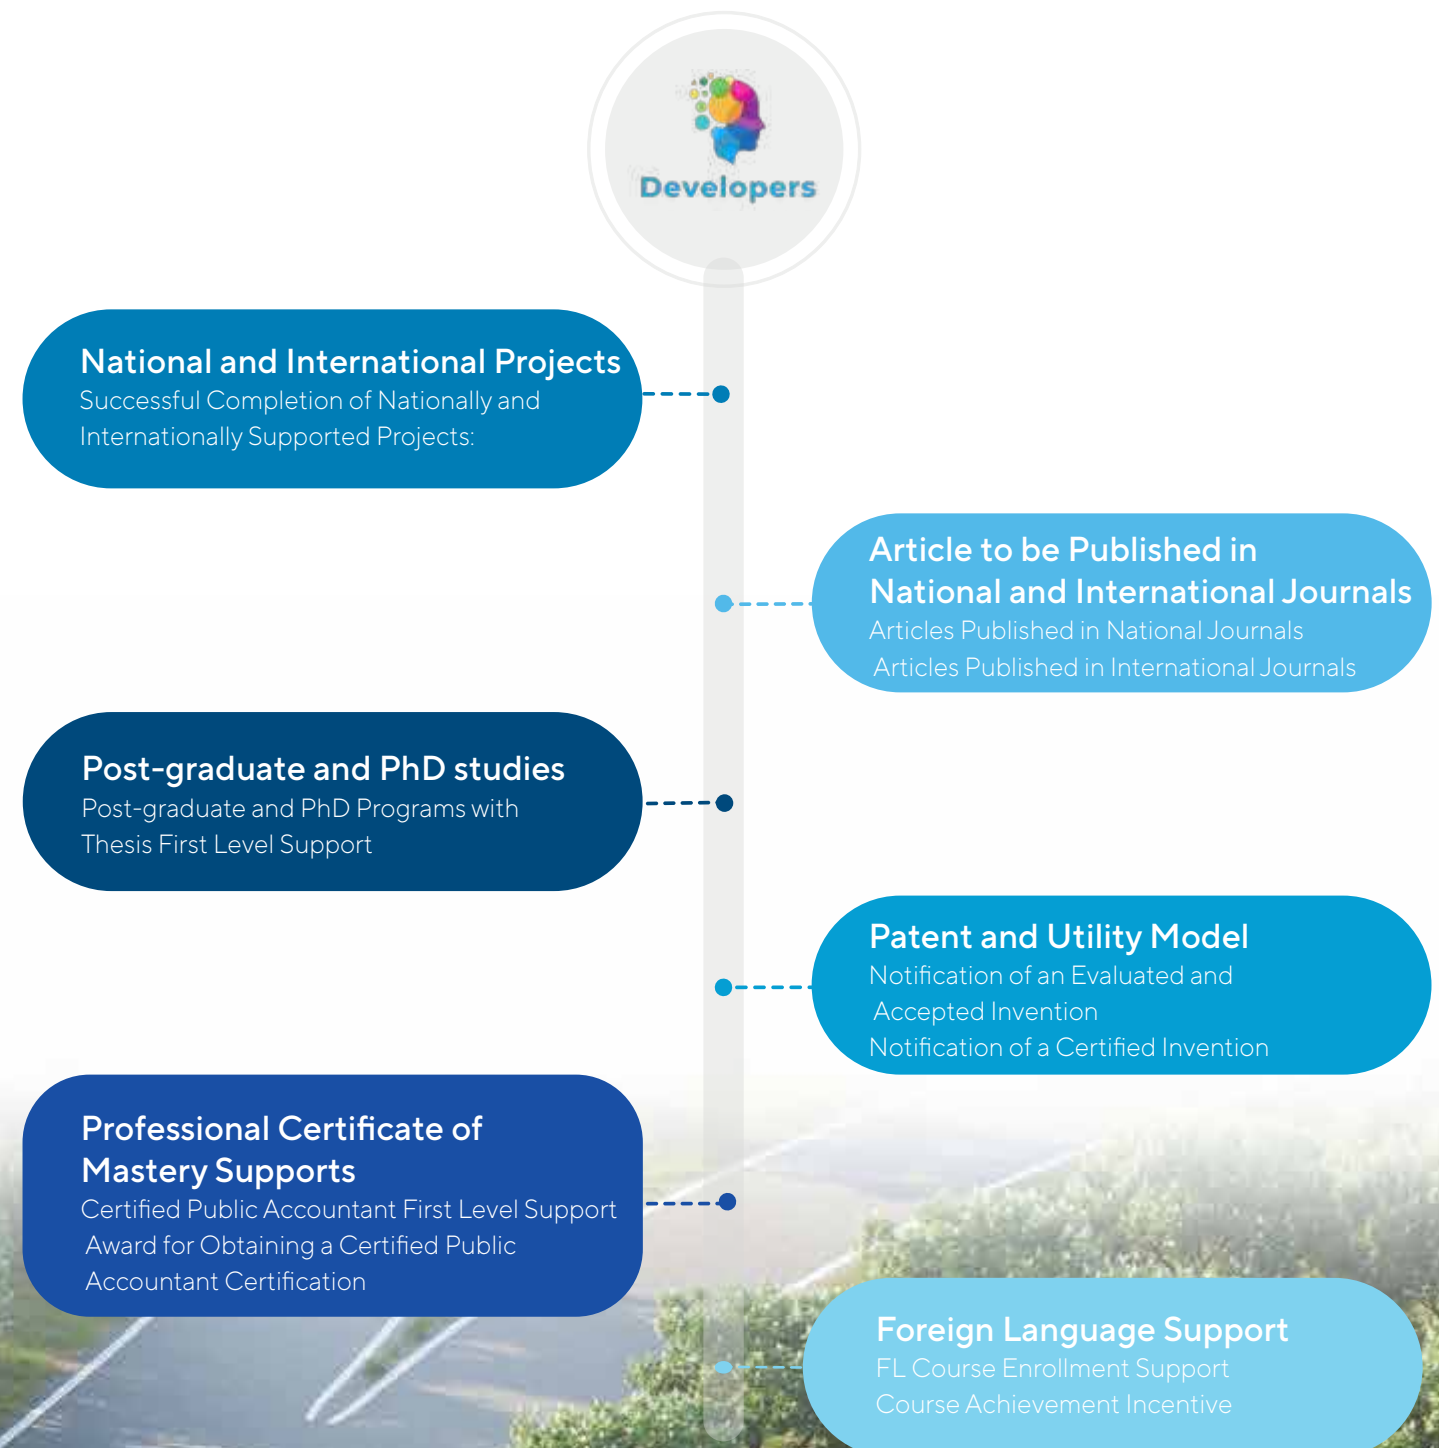 Developers
National and International Projects
Successful Completion of Nationally and
Internationally Supported Projects:
Article to be Published in
National and International Journals
Articles Published in National Journals
Articles Published in International Journals
Post-graduate and PhD studies
Post-graduate and PhD Programs with
Thesis First Level Support
Patent and Utility Model
Notification of an Evaluated and
Accepted Invention
Notification of a Certified Invention
Professional Certificate of
Mastery Supports
Certified Public Accountant First Level Support
Award for Obtaining a Certified Public
Accountant Certification
Foreign Language Support
FL Course Enrollment Support
Course Achievement Incentive